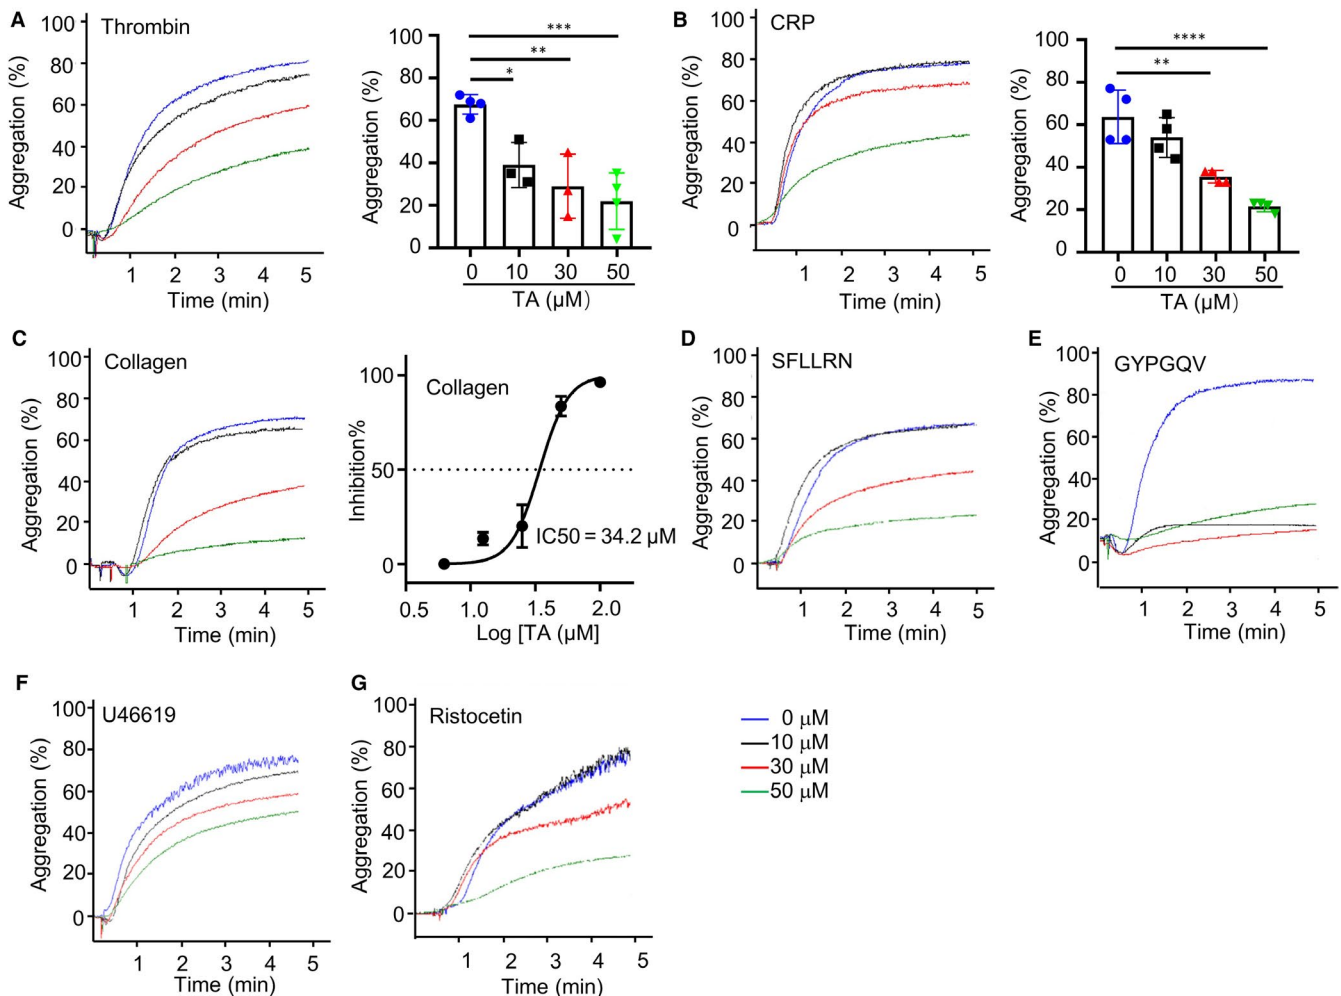 A
Thrombin
Aggregation (%)
100
80
60
40
20
0
1 2 3 4 5
Time (min)
Aggregation (%)
100
80
60
40
20
0
***
**
*
0 10 30 50
TA (μM)
B
CRP
Aggregation (%)
100
80
60
40
20
0
1 2 3 4 5
Time (min)
Aggregation (%)
100
80
60
40
20
0
****
**
0 10 30 50
TA (μM)
C
Collagen
Aggregation (%)
100
80
60
40
20
0
1 2 3 4 5
Time (min)
Collagen
Inhibition%
100
50
0
IC50 = 34.2 μM
0.5 1.0 1.5 2.0
Log [TA (μM]
D
SFLLRN
Aggregation (%)
100
80
60
40
20
0
1 2 3 4 5
Time (min)
E
GYPGQV
Aggregation (%)
100
80
60
40
20
0
1 2 3 4 5
Time (min)
F
U46619
Aggregation (%)
100
80
60
40
20
0
1 2 3 4 5
Time (min)
G
Ristocetin
Aggregation (%)
100
80
60
40
20
0
1 2 3 4 5
Time (min)
0 μM
10 μM
30 μM
50 μM